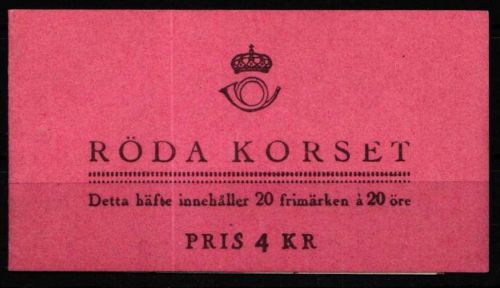 RÖDA KORSET
Detta häfte innehåller 20 frimärken à 20 öre
PRIS 4 KR